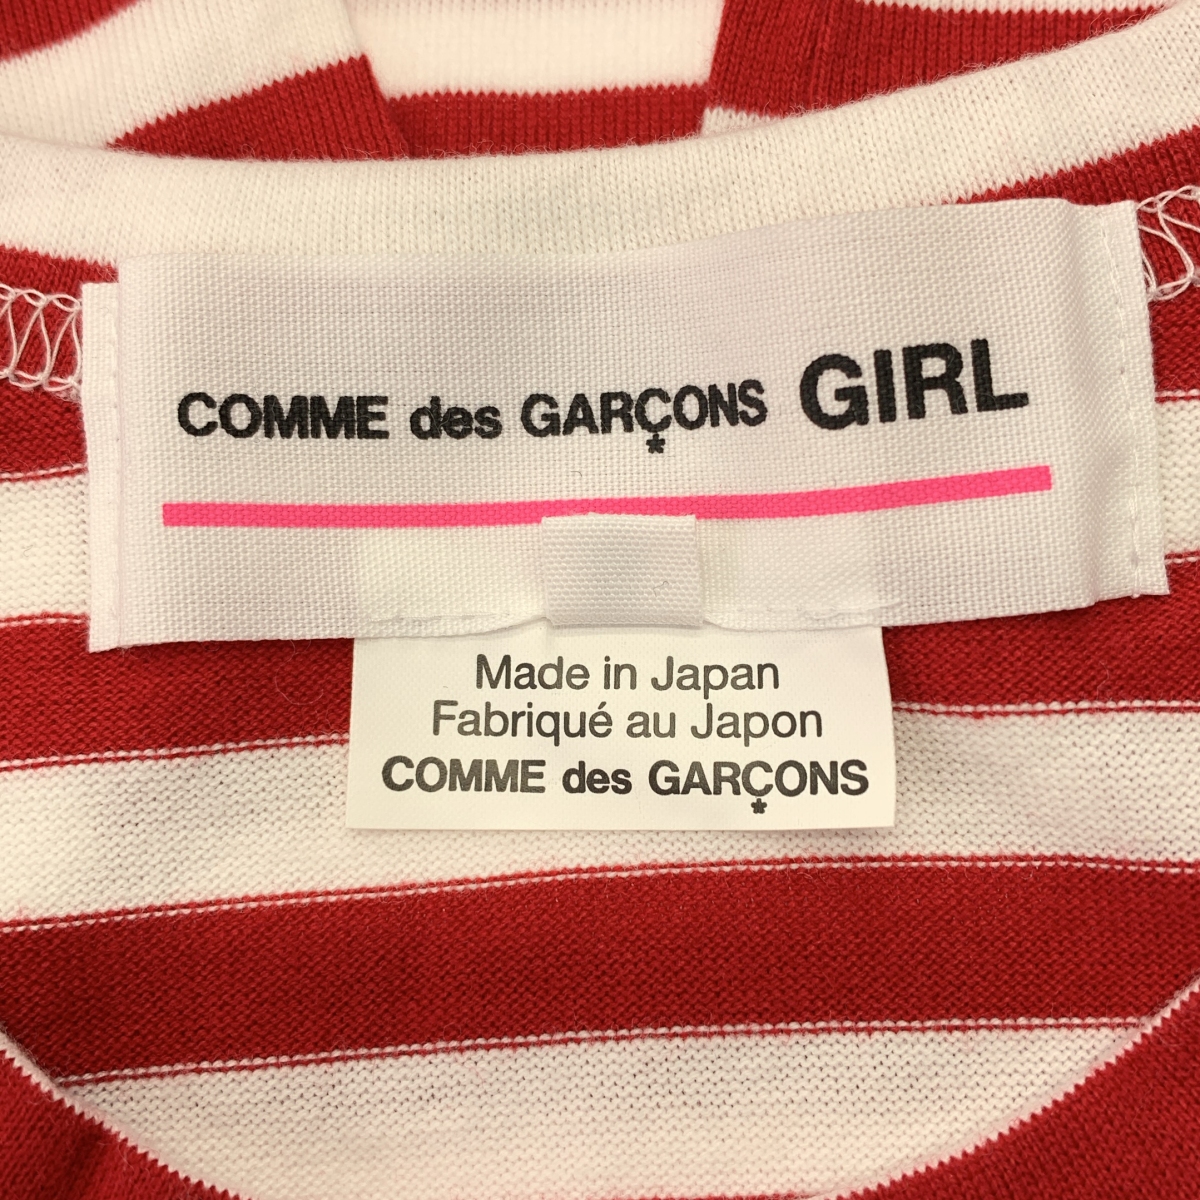 COMME des GARÇONS GIRL
Made in Japan
Fabriqué au Japon
COMME des GARÇONS